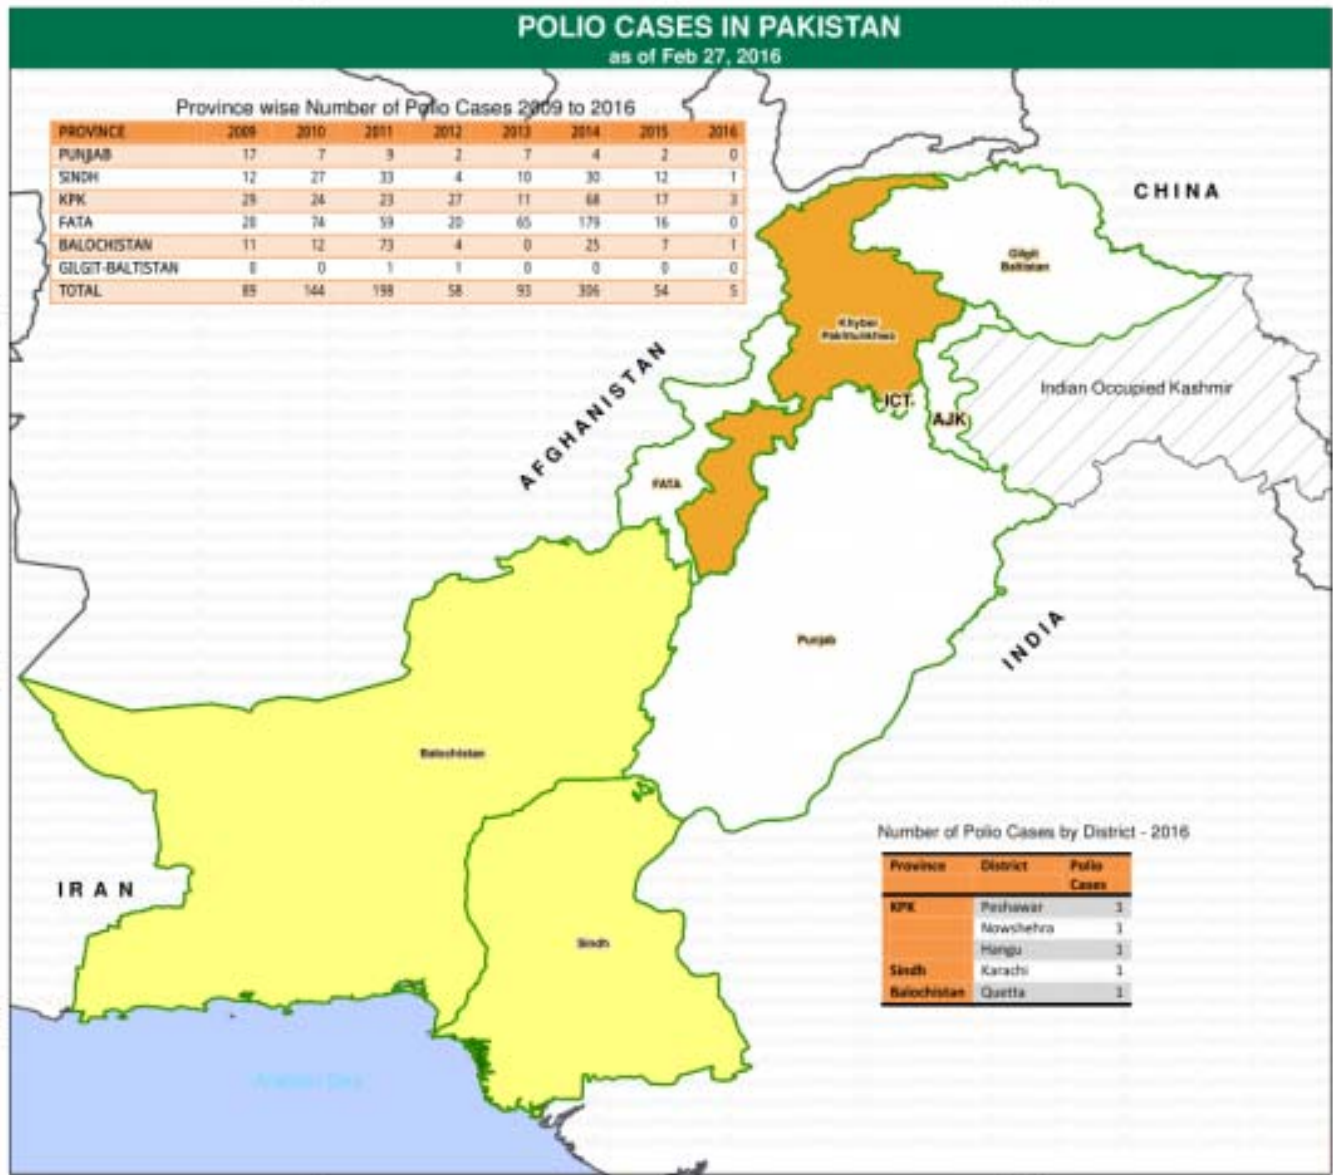 POLIO CASES IN PAKISTAN
as of Feb 27, 2016
Province wise Number of Polio Cases 2009 to 2016
PROVINCE 2009 2010 2011 2012 2013 2014 2015 2016
PUNJAB 17 7 9 2 7 4 2 0
SINDH 12 27 33 4 10 30 12 1
KPK 29 24 23 27 11 68 17 3
FATA 20 74 59 20 65 179 16 0
BALOCHISTAN 11 12 73 4 0 25 7 1
GILGIT-BALTISTAN 0 0 1 1 0 0 0 0
TOTAL 89 144 198 58 93 306 54 5
CHINA
Gilgit
Baltistan
Khyber
Pakhtunkhwa
AFGHANISTAN
Indian Occupied Kashmir
ICT
AJK
FATA
INDIA
Punjab
Balochistan
IRAN
Sindh
Arabian Sea
Number of Polio Cases by District - 2016
Province District Polio
Cases
KPK Peshawar 1
Nowshehra 1
Hangu 1
Sindh Karachi 1
Balochistan Quetta 1